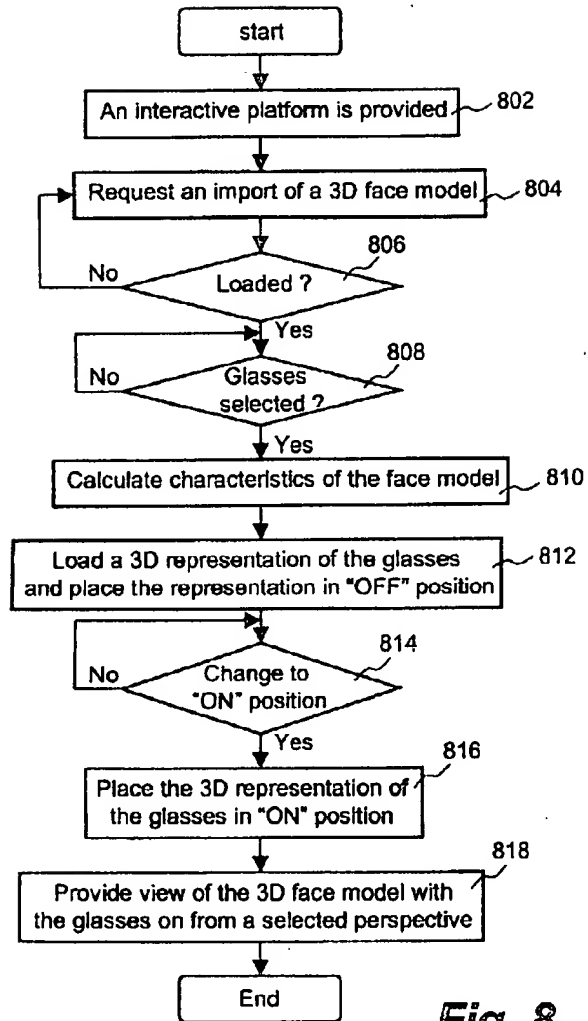 start
An interactive platform is provided
802
Request an import of a 3D face model
804
806
Loaded ?
No
Yes
808
Glasses
selected ?
No
Yes
Calculate characteristics of the face model
810
Load a 3D representation of the glasses
and place the representation in "OFF" position
812
814
Change to
"ON" position
No
Yes
816
Place the 3D representation of
the glasses in "ON" position
818
Provide view of the 3D face model with
the glasses on from a selected perspective
End
Fig. 8